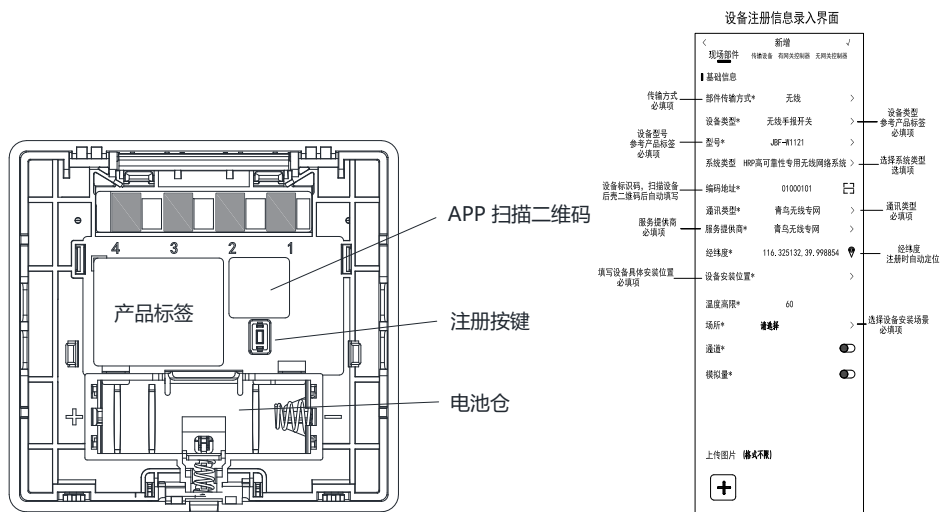 4 3 2 1
产品标签
+
−
APP 扫描二维码
注册按键
电池仓
设备注册信息录入界面
< 新增 √
现场部件 传输设备 有网关控制器 无网关控制器
基础信息
传输方式
必填项
部件传输方式* 无线 >
设备类型* 无线手报开关 >
设备类型
参考产品标签
必填项
设备型号
参考产品标签
必填项
型号* JBF-W1121 >
系统类型 HRP高可靠性专用无线网络系统 >
选择系统类型
选填项
设备标识码，扫描设备
后壳二维码后自动填写
编码地址* 01000101
通讯类型* 青鸟无线专网 >
通讯类型
必填项
服务提供商
必填项
服务提供商* 青鸟无线专网 >
经纬度* 116.325132,39.998854
经纬度
注册时自动定位
填写设备具体安装位置
必填项
设备安装位置* >
温度高限* 60
场所* 请选择 >
选择设备安装场景
必填项
通道*
模拟量*
上传图片 (格式不限)
+